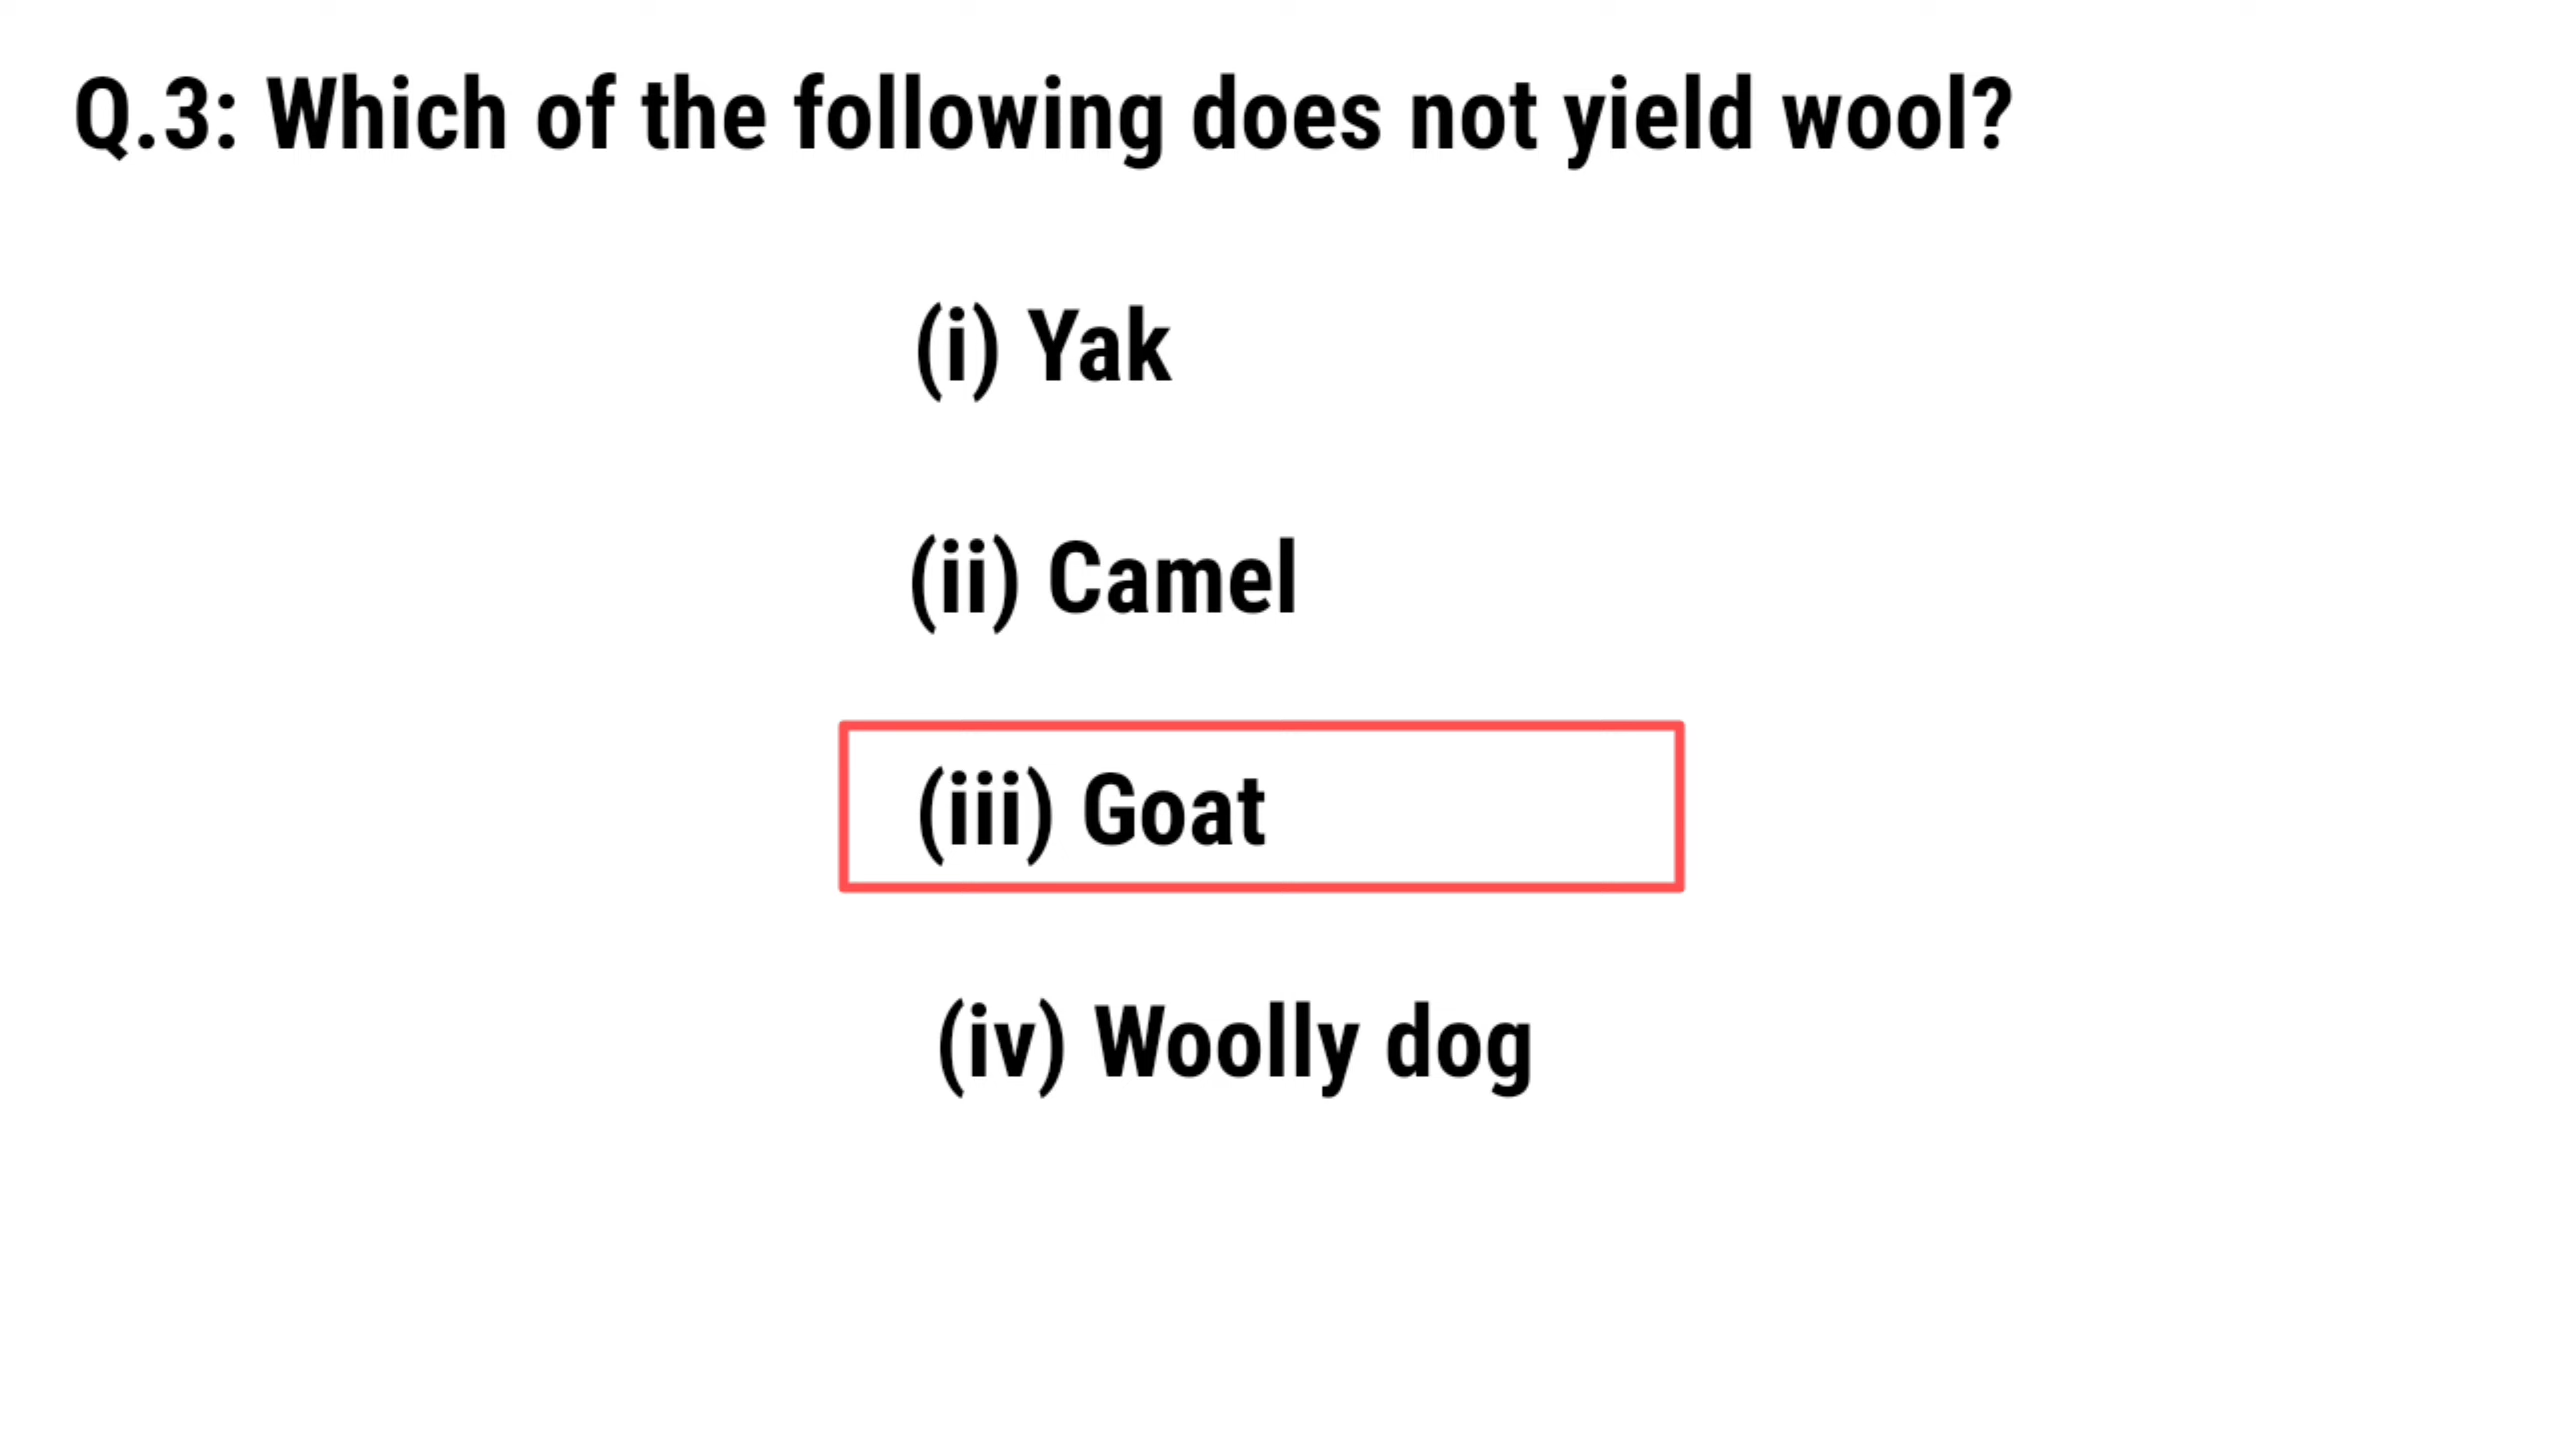 Q.3: Which of the following does not yield wool?
(i) Yak
(ii) Camel
(iii) Goat
(iv) Woolly dog